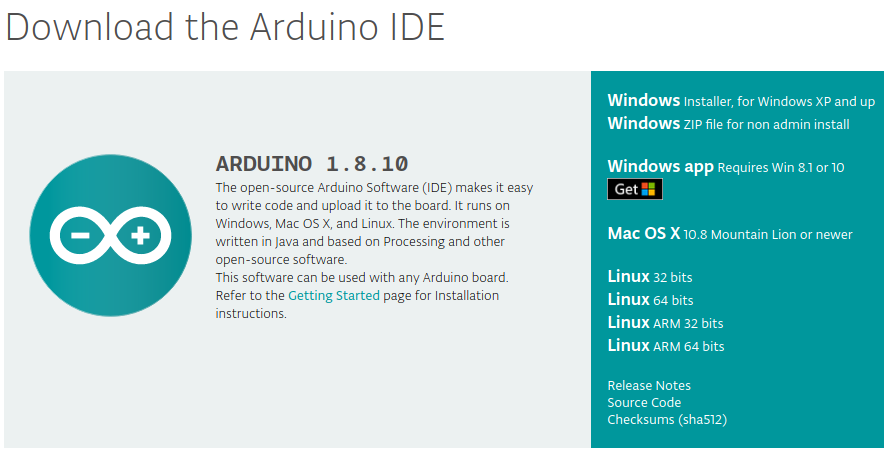 Download the Arduino IDE
ARDUINO 1.8.10
The open-source Arduino Software (IDE) makes it easy
to write code and upload it to the board. It runs on
Windows, Mac OS X, and Linux. The environment is
written in Java and based on Processing and other
open-source software.
This software can be used with any Arduino board.
Refer to the Getting Started page for Installation
instructions.
Windows Installer, for Windows XP and up
Windows ZIP file for non admin install
Windows app Requires Win 8.1 or 10
Get
Mac OS X 10.8 Mountain Lion or newer
Linux 32 bits
Linux 64 bits
Linux ARM 32 bits
Linux ARM 64 bits
Release Notes
Source Code
Checksums (sha512)